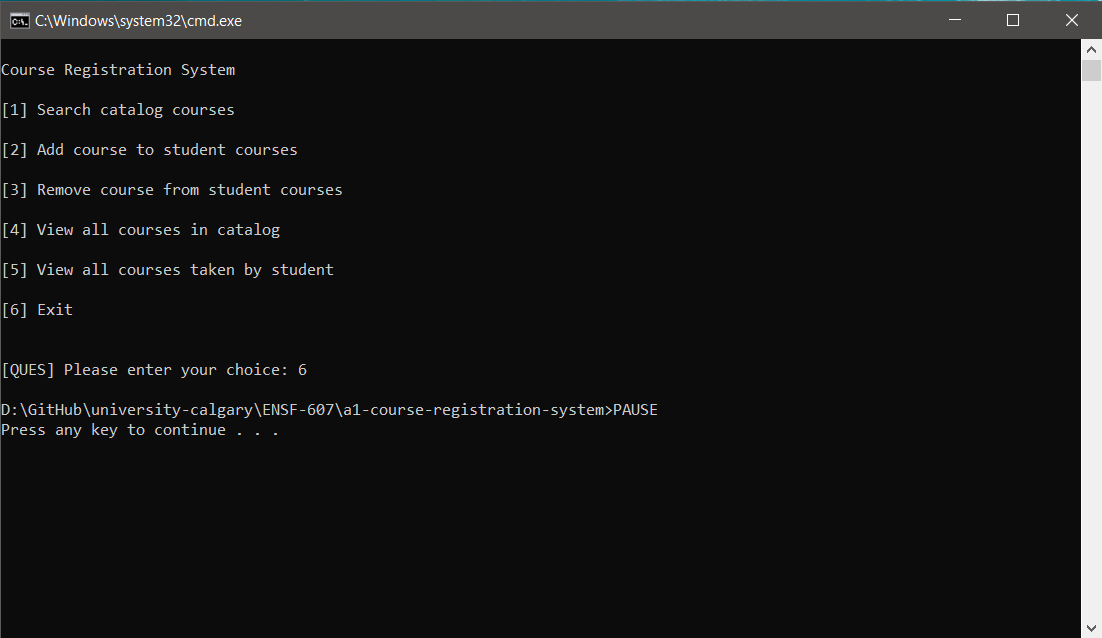 C:\Windows\system32\cmd.exe
Course Registration System
[1] Search catalog courses
[2] Add course to student courses
[3] Remove course from student courses
[4] View all courses in catalog
[5] View all courses taken by student
[6] Exit
[QUES] Please enter your choice: 6
D:\GitHub\university-calgary\ENSF-607\a1-course-registration-system>PAUSE
Press any key to continue . . .